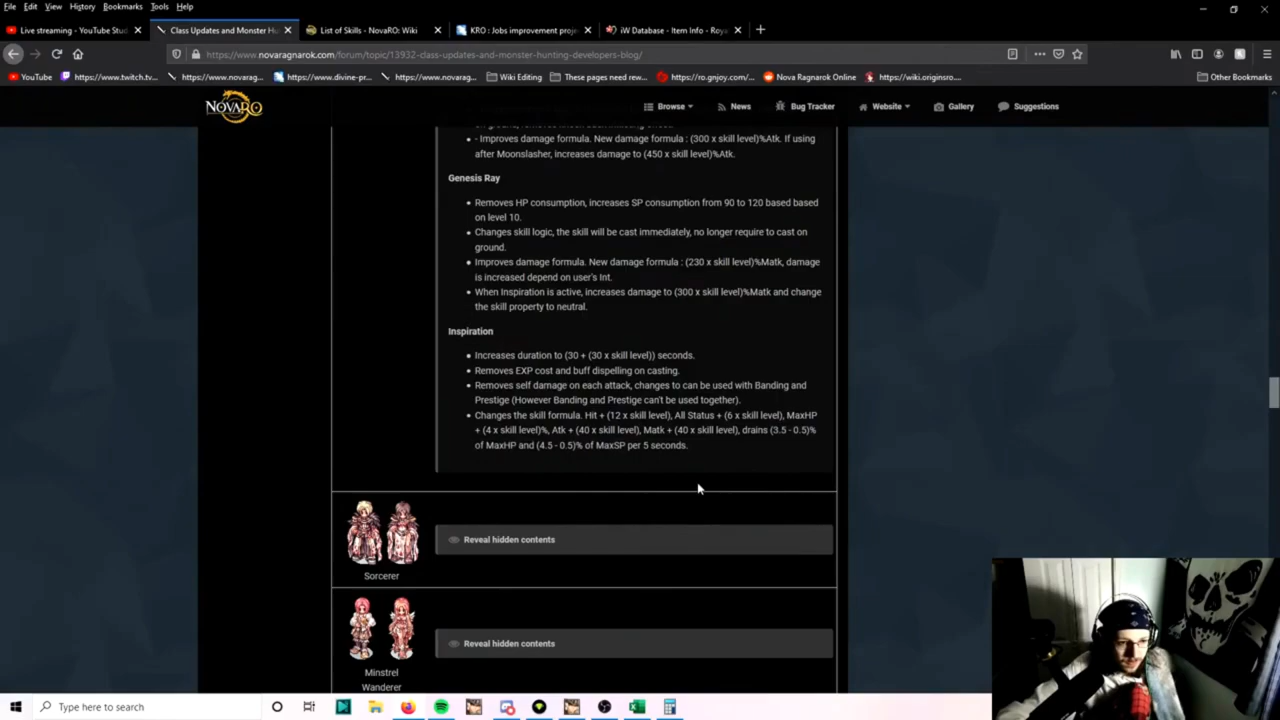 File Edit View History Bookmarks Tools Help
Live streaming - YouTube Stud
Class Updates and Monster Hu
List of Skills - NovaRO: Wiki
KRO : Jobs improvement proje
iW Database - Item Info - Roya
https://www.novaragnarok.com/forum/topic/13932-class-updates-and-monster-hunting-developers-blog/
YouTube
https://www.twitch.tv...
https://www.novarag...
https://www.divine-pr...
https://www.novarag...
Wiki Editing
These pages need rew...
https://ro.gnjoy.com/...
Nova Ragnarok Online
https://wiki.originsro....
Other Bookmarks
NOVARO
Browse
News
Bug Tracker
Website
Gallery
Suggestions
• - Improves damage formula. New damage formula : (300 x skill level)%Atk. If using
after Moonslasher, increases damage to (450 x skill level)%Atk.
Genesis Ray
• Removes HP consumption, increases SP consumption from 90 to 120 based based
on level 10.
• Changes skill logic, the skill will be cast immediately, no longer require to cast on
ground.
• Improves damage formula. New damage formula : (230 x skill level)%Matk, damage
is increased depend on user's Int.
• When Inspiration is active, increases damage to (300 x skill level)%Matk and change
the skill property to neutral.
Inspiration
• Increases duration to (30 + (30 x skill level)) seconds.
• Removes EXP cost and buff dispelling on casting.
• Removes self damage on each attack, changes to can be used with Banding and
Prestige (However Banding and Prestige can't be used together).
• Changes the skill formula. Hit + (12 x skill level), All Status + (6 x skill level), MaxHP
+ (4 x skill level)%, Atk + (40 x skill level), Matk + (40 x skill level), drains (3.5 - 0.5)%
of MaxHP and (4.5 - 0.5)% of MaxSP per 5 seconds.
Reveal hidden contents
Sorcerer
Reveal hidden contents
Minstrel
Wanderer
Type here to search